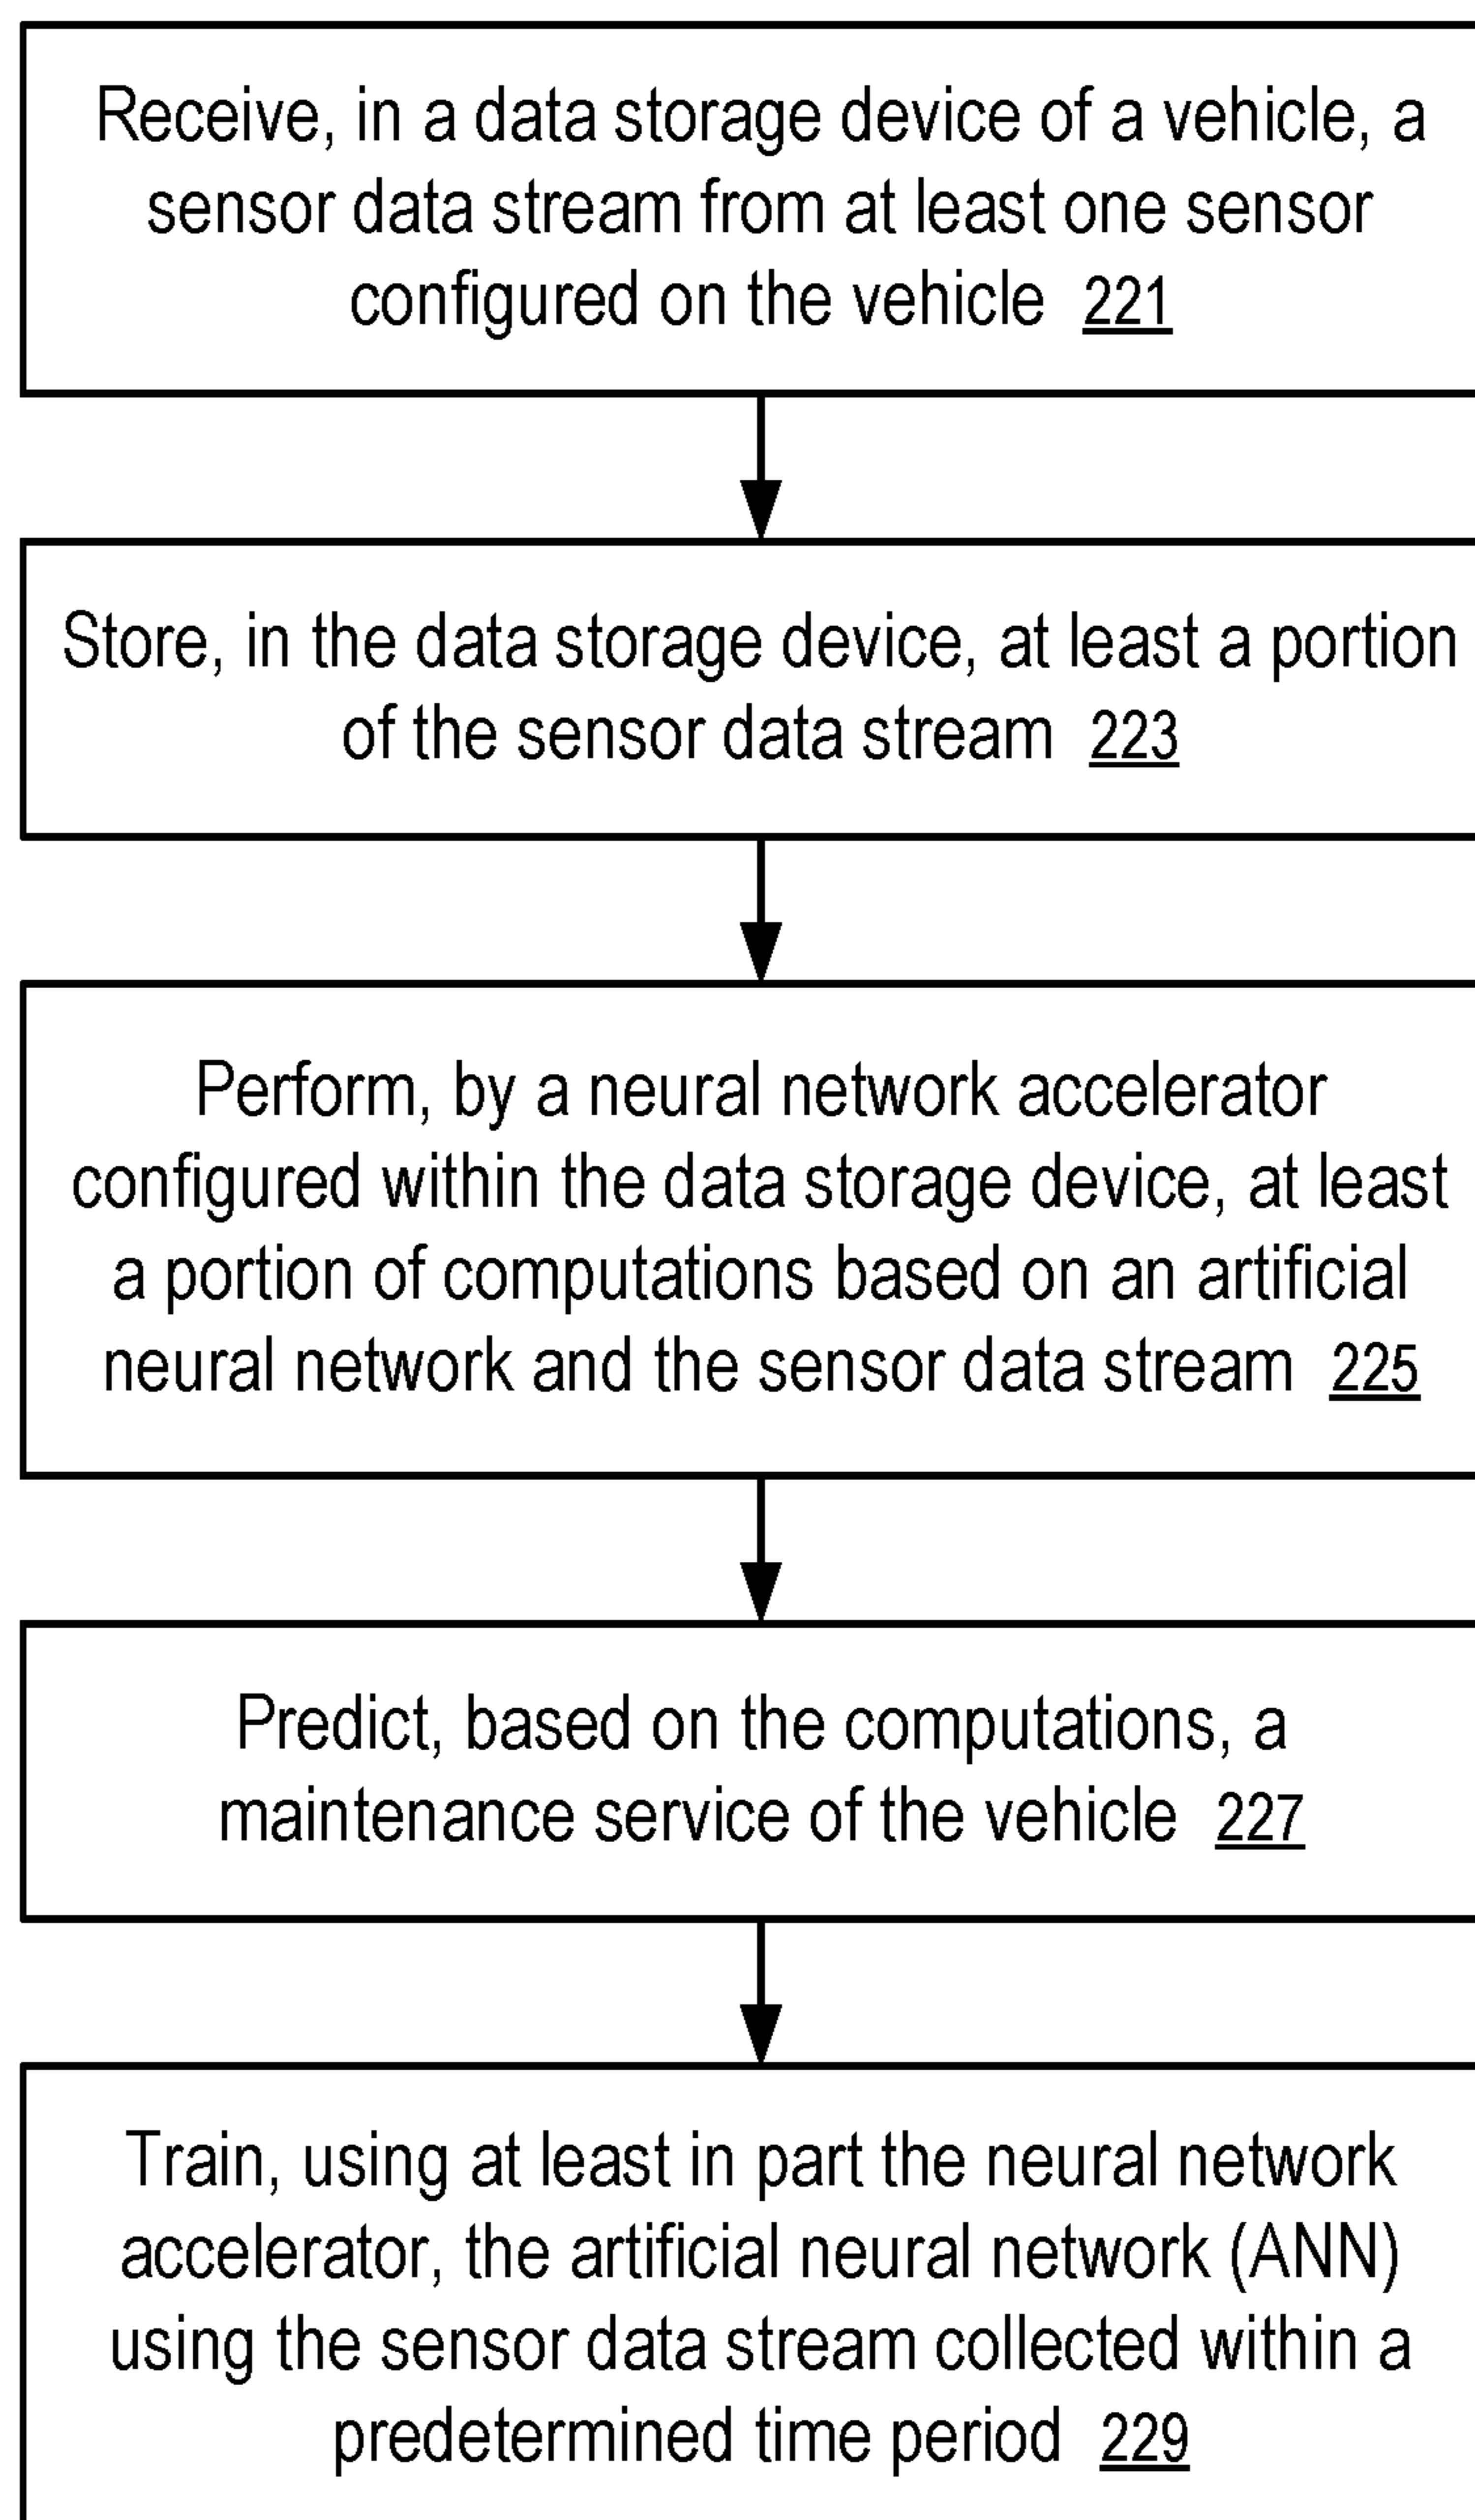 Receive, in a data storage device of a vehicle, a
sensor data stream from at least one sensor
configured on the vehicle 221
Store, in the data storage device, at least a portion
of the sensor data stream 223
Perform, by a neural network accelerator
configured within the data storage device, at least
a portion of computations based on an artificial
neural network and the sensor data stream 225
Predict, based on the computations, a
maintenance service of the vehicle 227
Train, using at least in part the neural network
accelerator, the artificial neural network (ANN)
using the sensor data stream collected within a
predetermined time period 229